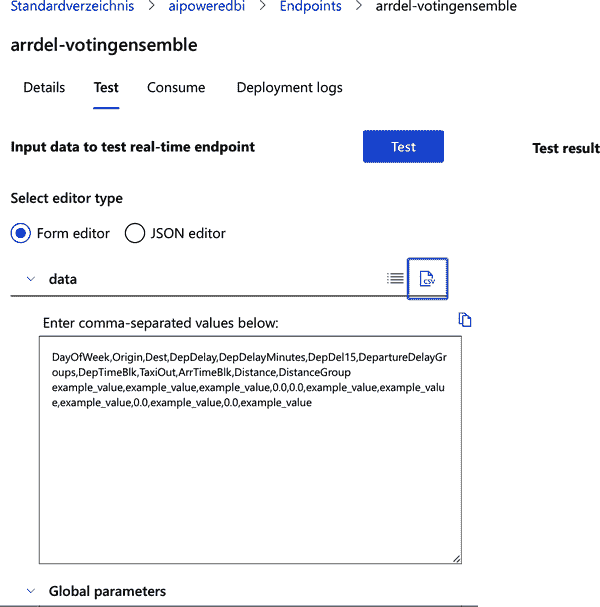 Standardverzeichnis > aipoweredbi > Endpoints > arrdel-votingensemble
arrdel-votingensemble
Details Test Consume Deployment logs
Input data to test real-time endpoint Test Test result
Select editor type
Form editor JSON editor
data CSV
Enter comma-separated values below:
DayOfWeek,Origin,Dest,DepDelay,DepDelayMinutes,DepDel15,DepartureDelayGr
oups,DepTimeBlk,TaxiOut,ArrTimeBlk,Distance,DistanceGroup
example_value,example_value,example_value,0.0,0.0,example_value,example_valu
e,example_value,0.0,example_value,0.0,example_value
Global parameters